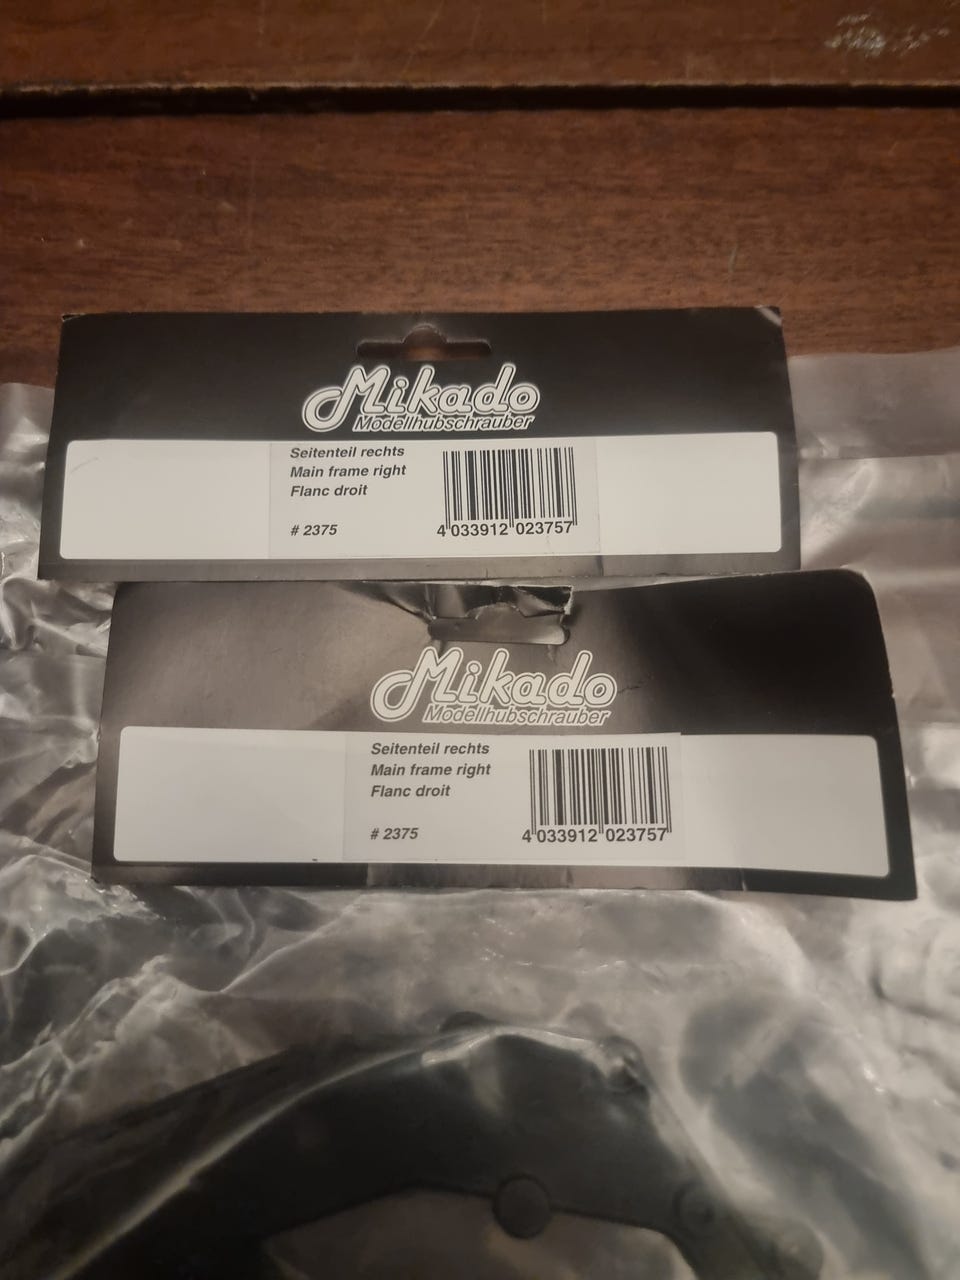 Mikado
Modellhubschrauber
Seitenteil rechts
Main frame right
Flanc droit
# 2375
4 033912 023757
Mikado
Modellhubschrauber
Seitenteil rechts
Main frame right
Flanc droit
# 2375
4 033912 023757